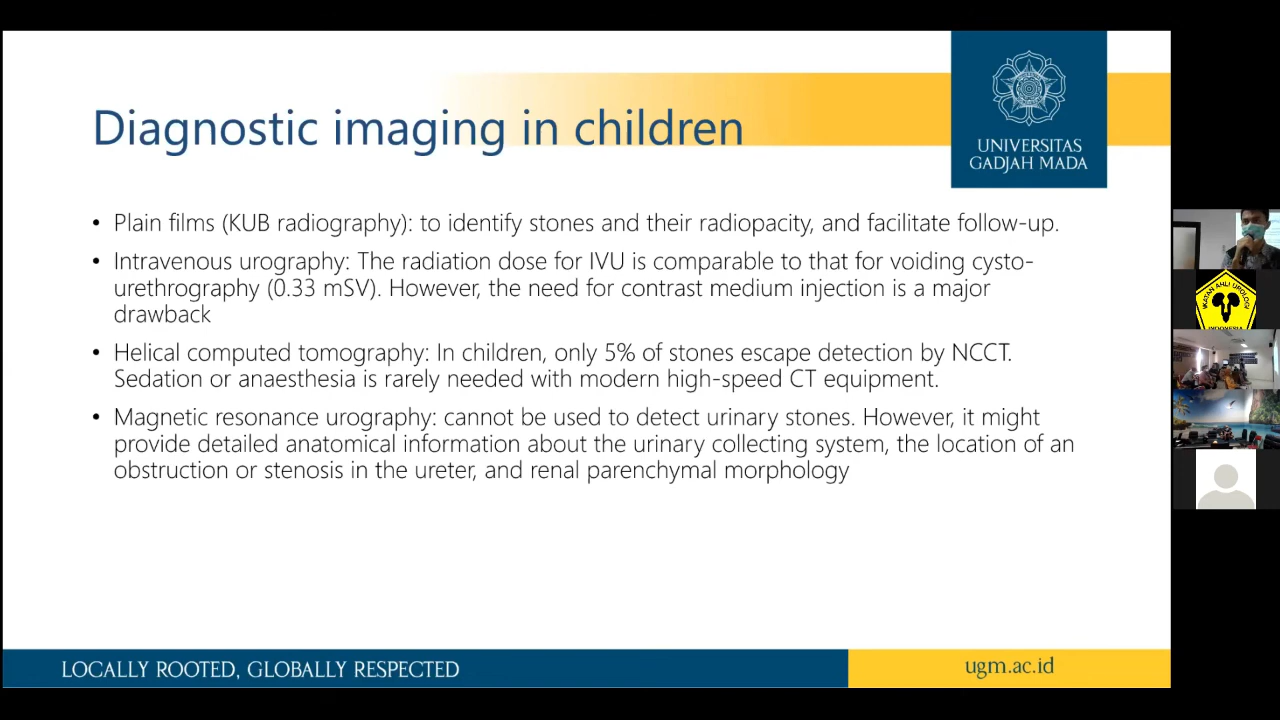 Diagnostic imaging in children
UNIVERSITAS
GADJAH MADA
• Plain films (KUB radiography): to identify stones and their radiopacity, and facilitate follow-up.
• Intravenous urography: The radiation dose for IVU is comparable to that for voiding cysto-
urethrography (0.33 mSV). However, the need for contrast medium injection is a major
drawback
• Helical computed tomography: In children, only 5% of stones escape detection by NCCT.
Sedation or anaesthesia is rarely needed with modern high-speed CT equipment.
• Magnetic resonance urography: cannot be used to detect urinary stones. However, it might
provide detailed anatomical information about the urinary collecting system, the location of an
obstruction or stenosis in the ureter, and renal parenchymal morphology
IKATAN AHLI UROLOGI
INDONESIA
LOCALLY ROOTED, GLOBALLY RESPECTED
ugm.ac.id